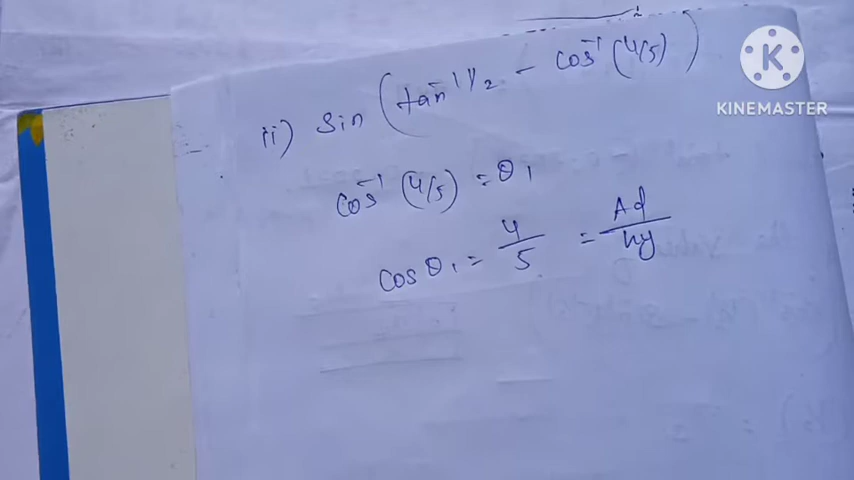 ii) Sin (tan⁻¹ 1/2 - cos⁻¹ (4/5))
KINEMASTER
cos⁻¹ (4/5) = θ₁
cos θ₁ = 4/5 = Ad/hy